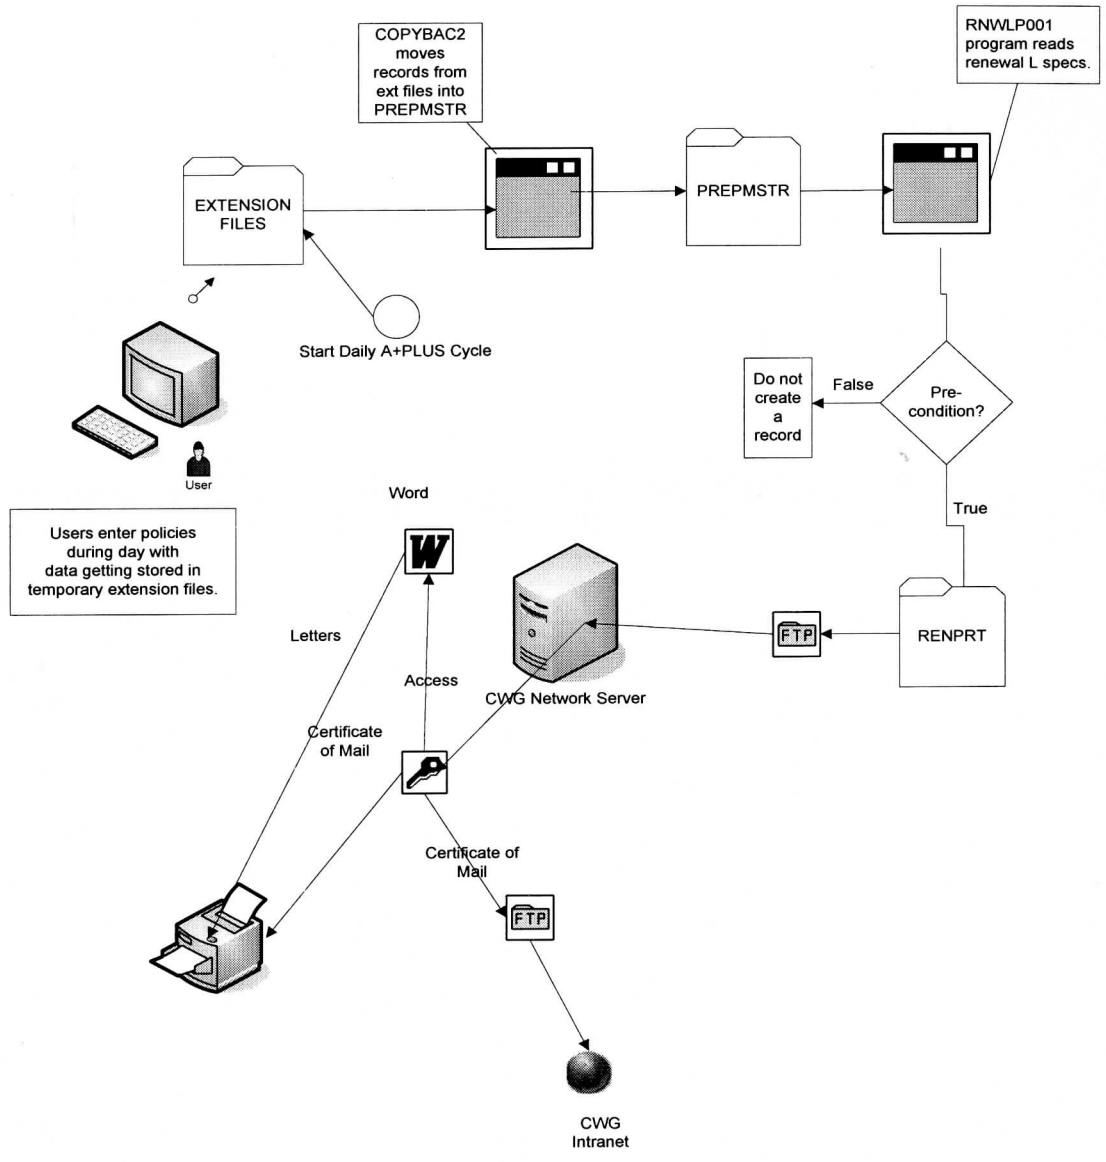 COPYBAC2
moves
records from
ext files into
PREPMSTR
RNWLP001
program reads
renewal L specs.
EXTENSION
FILES
PREPMSTR
Start Daily A+PLUS Cycle
Do not
create
a
record
False
Pre-
condition?
True
User
Users enter policies
during day with
data getting stored in
temporary extension files.
Word
W
Letters
Access
CWG Network Server
FTP
RENPRT
Certificate
of Mail
Certificate of
Mail
FTP
CWG
Intranet